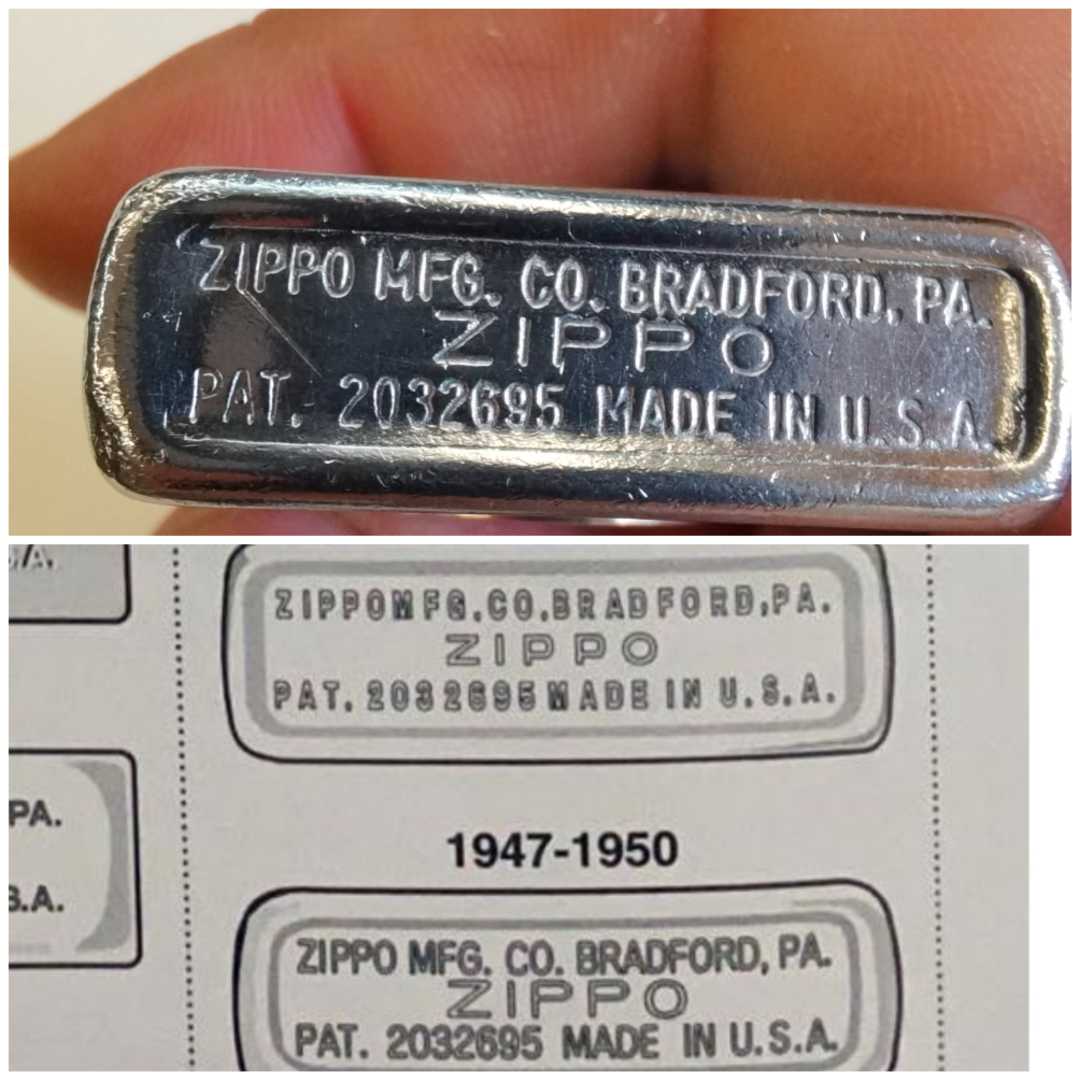 ZIPPO MFG. CO. BRADFORD, PA.
ZIPPO
PAT. 2032695 MADE IN U.S.A.
ZIPPO MFG. CO. BRADFORD, PA.
ZIPPO
PAT. 2032695 MADE IN U.S.A.
PA.
S.A.
1947-1950
ZIPPO MFG. CO. BRADFORD, PA.
ZIPPO
PAT. 2032695 MADE IN U.S.A.